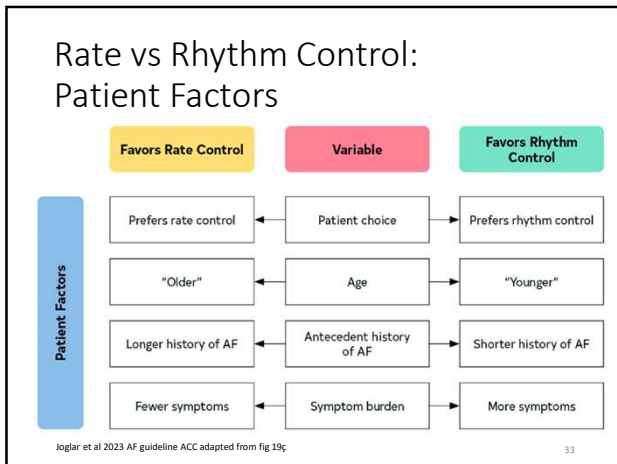 Rate vs Rhythm Control:
Patient Factors
Favors Rate Control
Variable
Favors Rhythm
Control
Patient Factors
Prefers rate control
Patient choice
Prefers rhythm control
"Older"
Age
"Younger"
Longer history of AF
Antecedent history
of AF
Shorter history of AF
Fewer symptoms
Symptom burden
More symptoms
Joglar et al 2023 AF guideline ACC adapted from fig 19ç
33